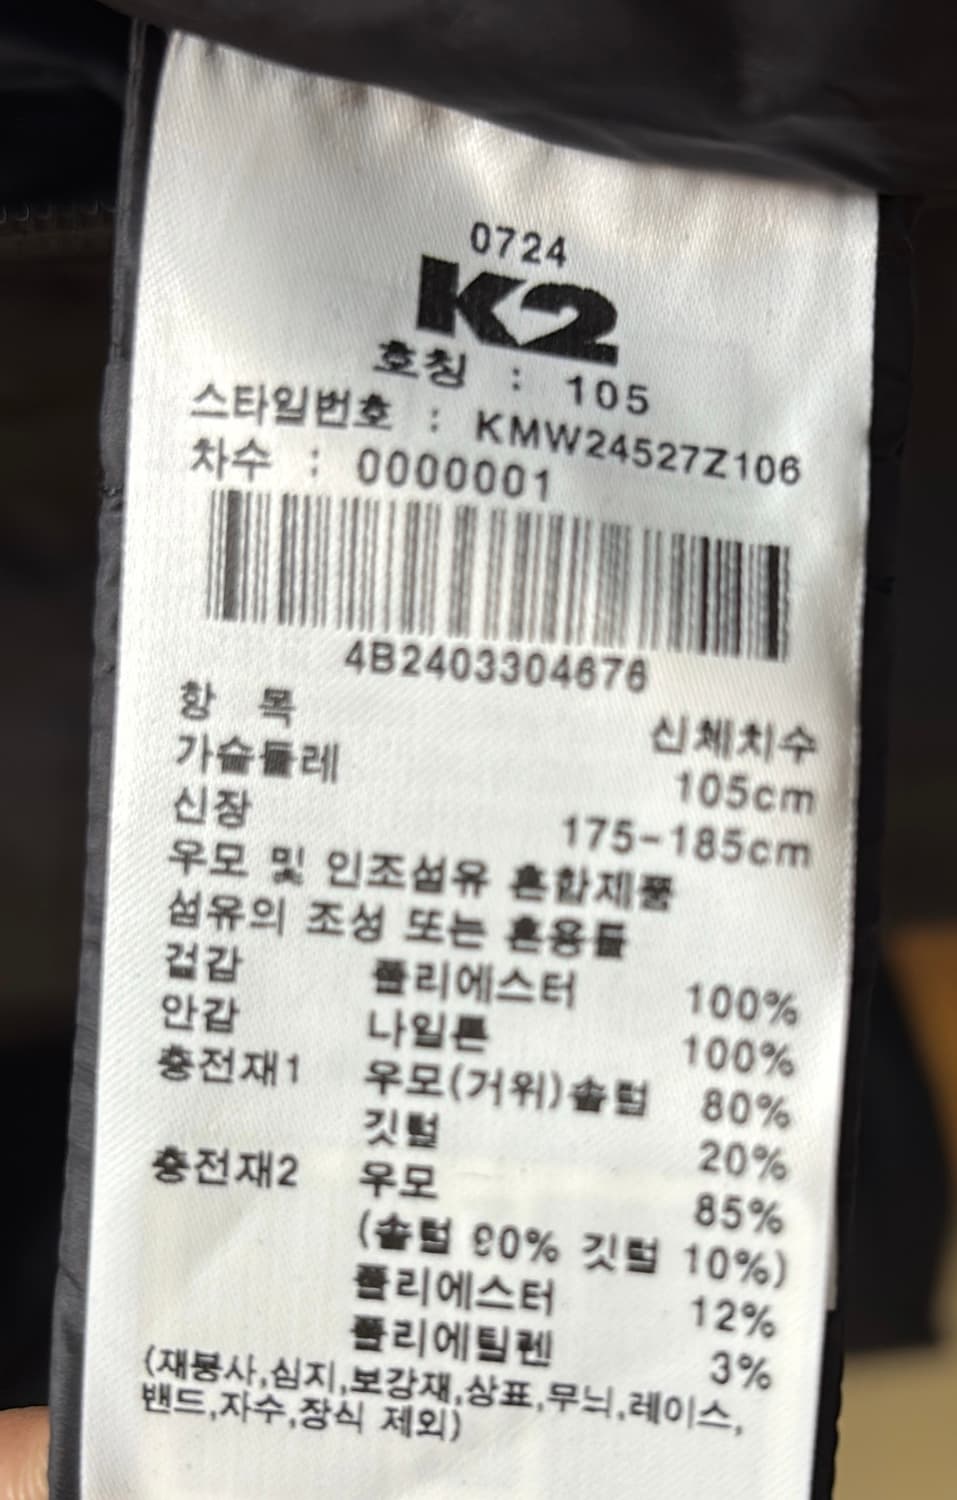 0724
K2
호칭 : 105
스타일번호 : KMW24527Z106
차수 : 0000001
4B2403304676
항 목 신체치수
가슴둘레 105cm
신장 175-185cm
우모 및 인조섬유 혼합제품
섬유의 조성 또는 혼용률
겉감 폴리에스터 100%
안감 나일론 100%
충전재1 우모(거위)솜털 80%
깃털 20%
충전재2 우모 85%
(솜털 90% 깃털 10%)
폴리에스터 12%
폴리에틸렌 3%
(재봉사,심지,보강재,상표,무늬,레이스,
밴드,자수,장식 제외)